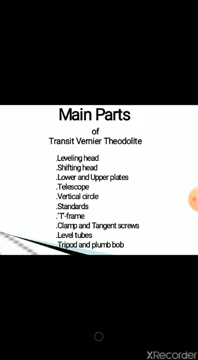 Main Parts
of
Transit Vernier Theodolite
.Leveling head
.Shifting head
.Lower and Upper plates
.Telescope
.Vertical circle
.Standards
.'T'-frame
.Clamp and Tangent screws
.Level tubes
.Tripod and plumb bob
XRecorder